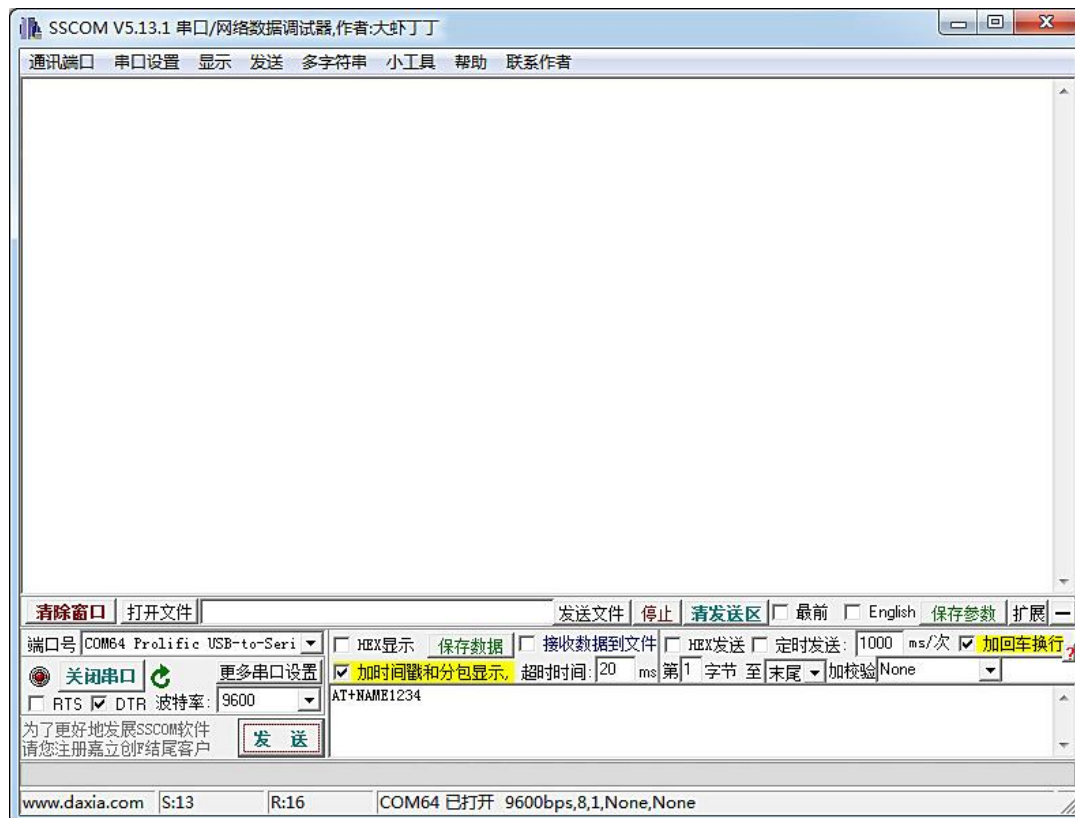 SSCOM V5.13.1 串口/网络数据调试器,作者:大虾丁丁
通讯端口 串口设置 显示 发送 多字符串 小工具 帮助 联系作者
清除窗口 打开文件 发送文件 停止 清发送区 最前 English 保存参数 扩展 —
端口号 COM64 Prolific USB-to-Seri HEX显示 保存数据 接收数据到文件 HEX发送 定时发送: 1000 ms/次 加回车换行 ?
关闭串口 更多串口设置 加时间戳和分包显示, 超时时间: 20 ms 第 1 字节 至 末尾 加校验 None
RTS DTR 波特率: 9600 AT+NAME1234
为了更好地发展SSCOM软件
请您注册嘉立创F结尾客户 发 送
www.daxia.com S:13 R:16 COM64 已打开 9600bps,8,1,None,None